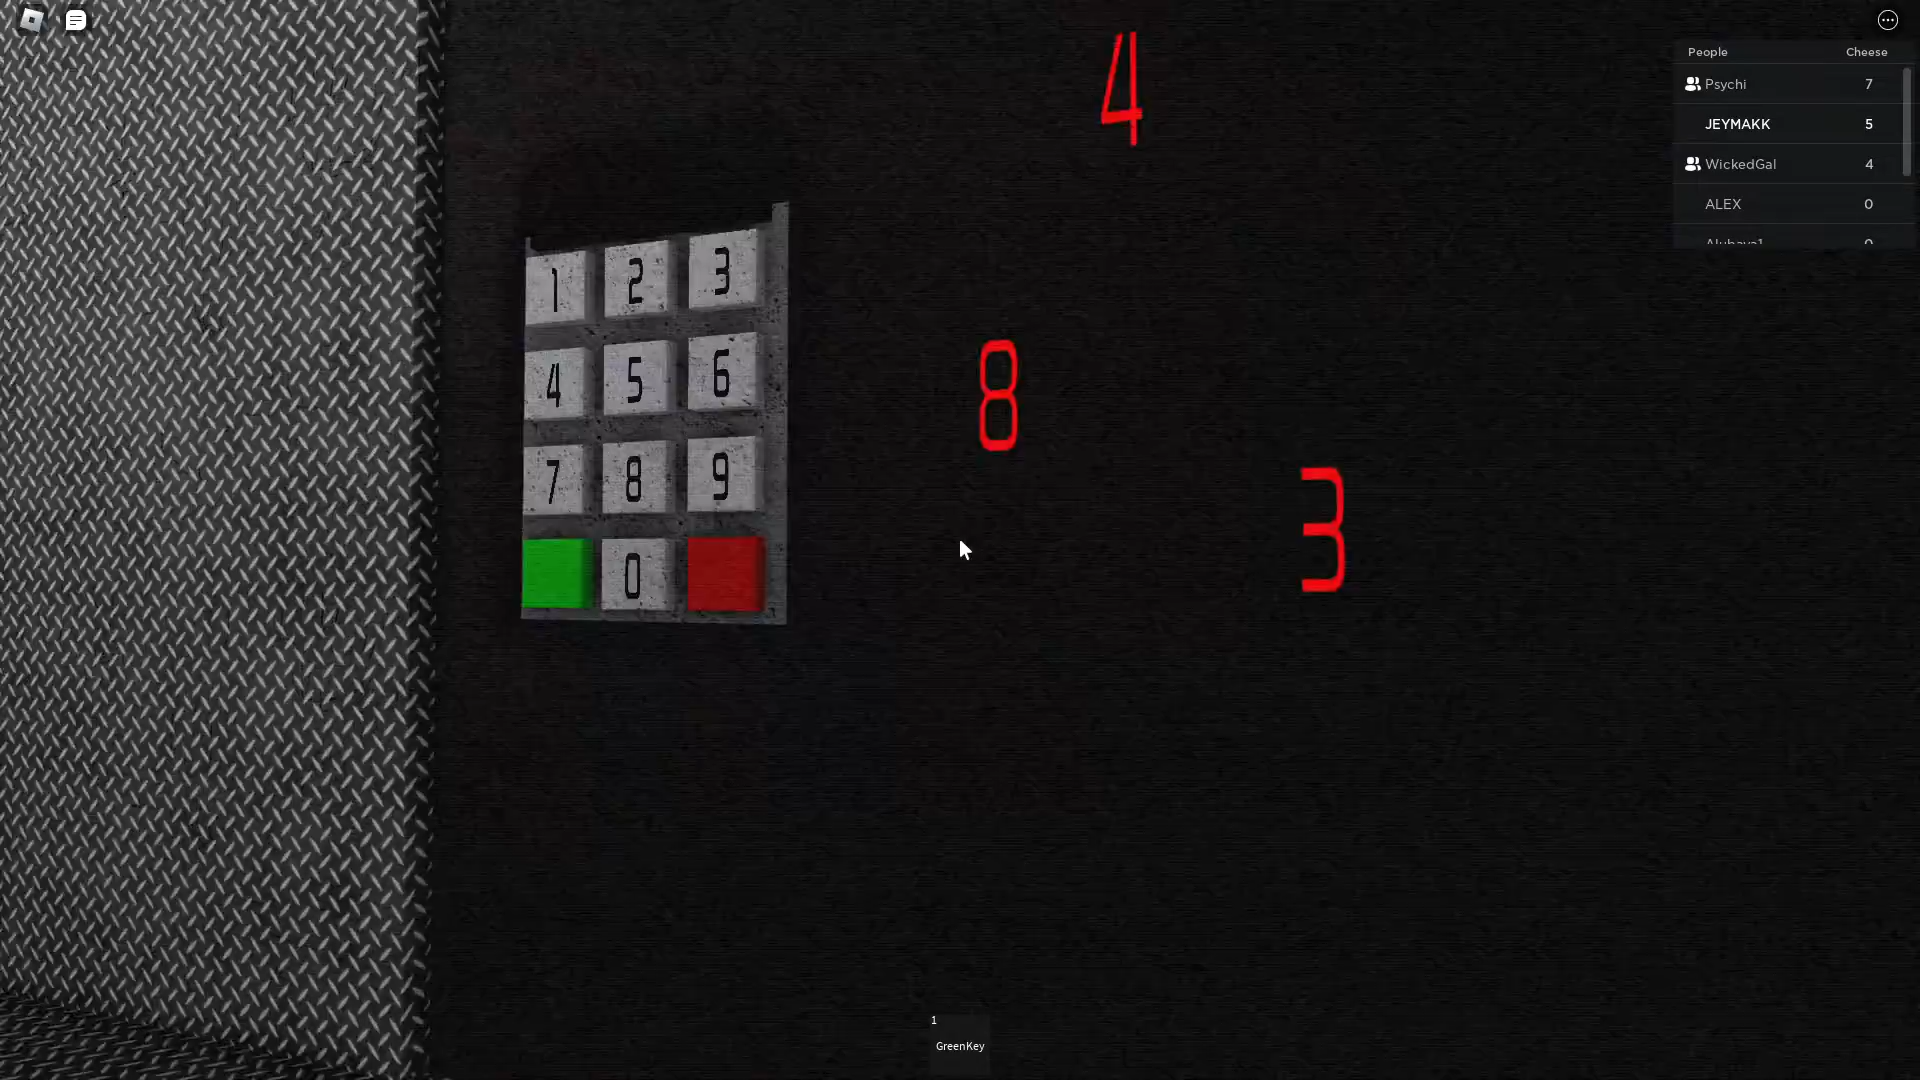 People Cheese
Psychi 7
JEYMAKK 5
WickedGal 4
ALEX 0
4
1 2 3
4 5 6
8
7 8 9
3
0
1
GreenKey